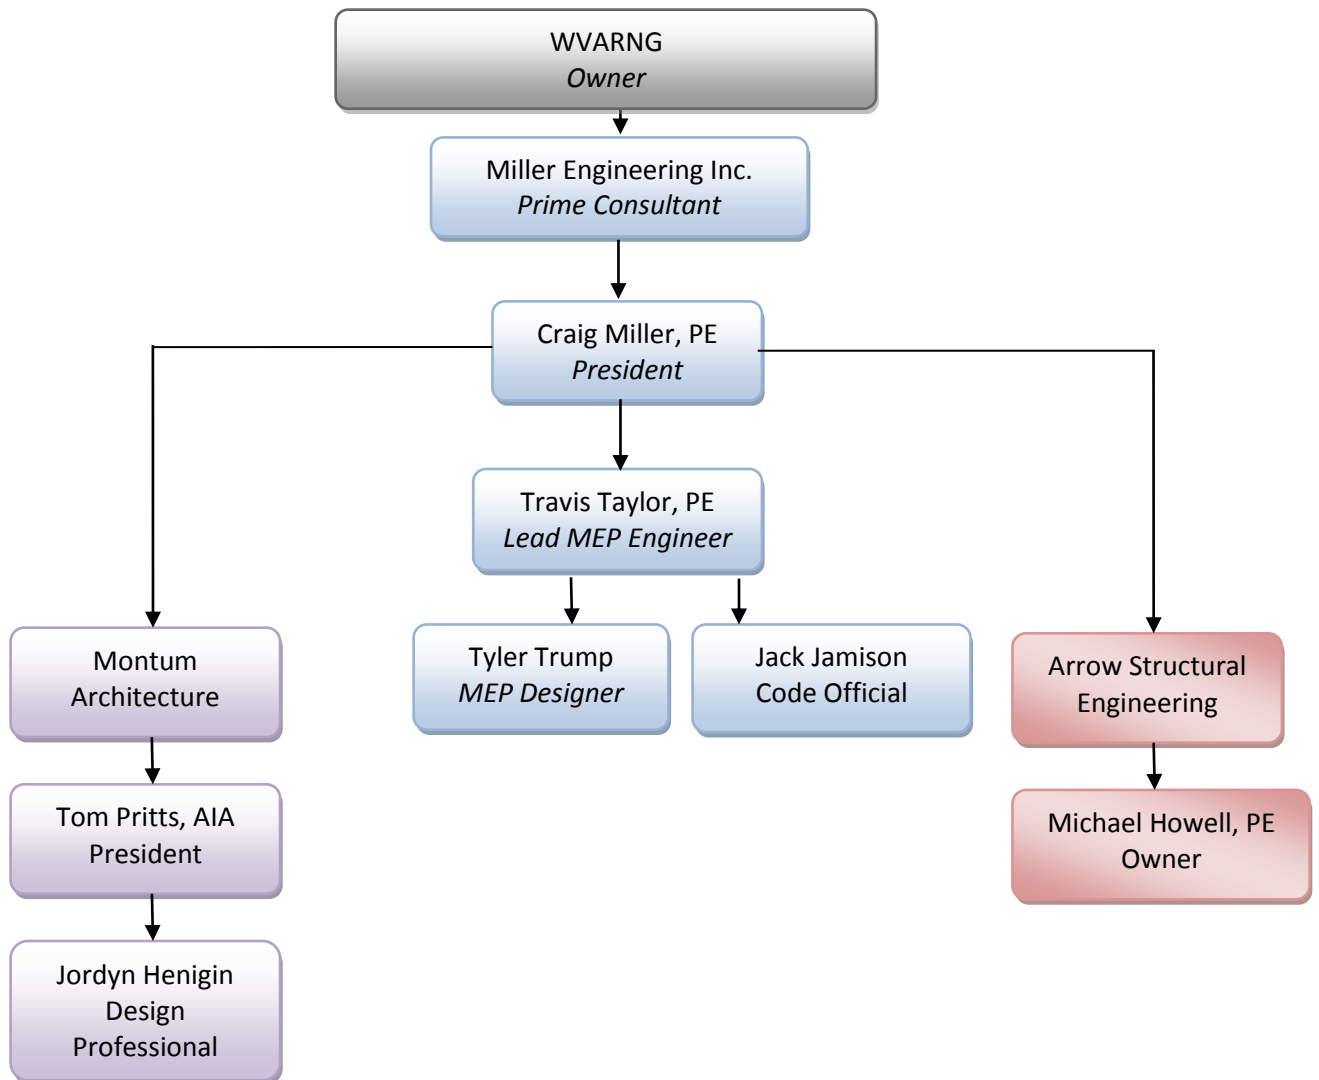 WVARNG
Owner
Miller Engineering Inc.
Prime Consultant
Craig Miller, PE
President
Travis Taylor, PE
Lead MEP Engineer
Montum
Architecture
Tyler Trump
MEP Designer
Jack Jamison
Code Official
Arrow Structural
Engineering
Tom Pritts, AIA
President
Michael Howell, PE
Owner
Jordyn Henigin
Design
Professional